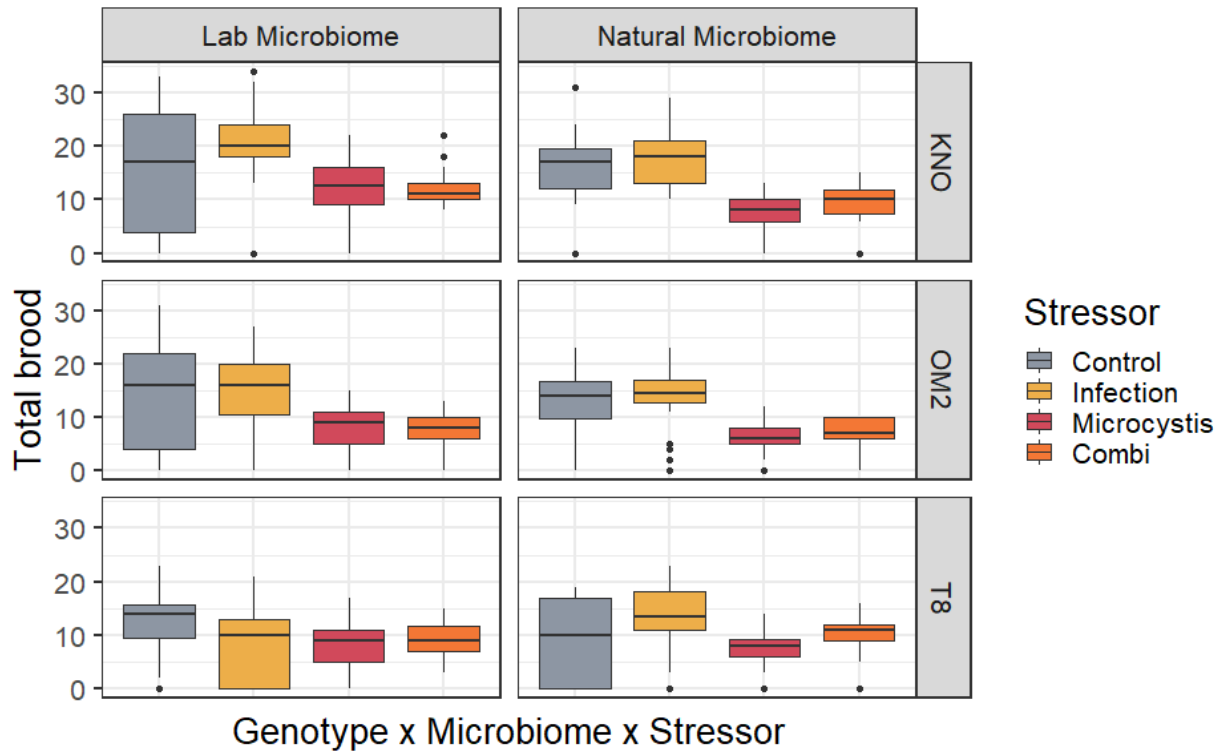 Lab Microbiome
Natural Microbiome
30
20
10
0
KNO
30
20
10
0
OM2
30
20
10
0
T8
Total brood
Genotype x Microbiome x Stressor
Stressor
Control
Infection
Microcystis
Combi